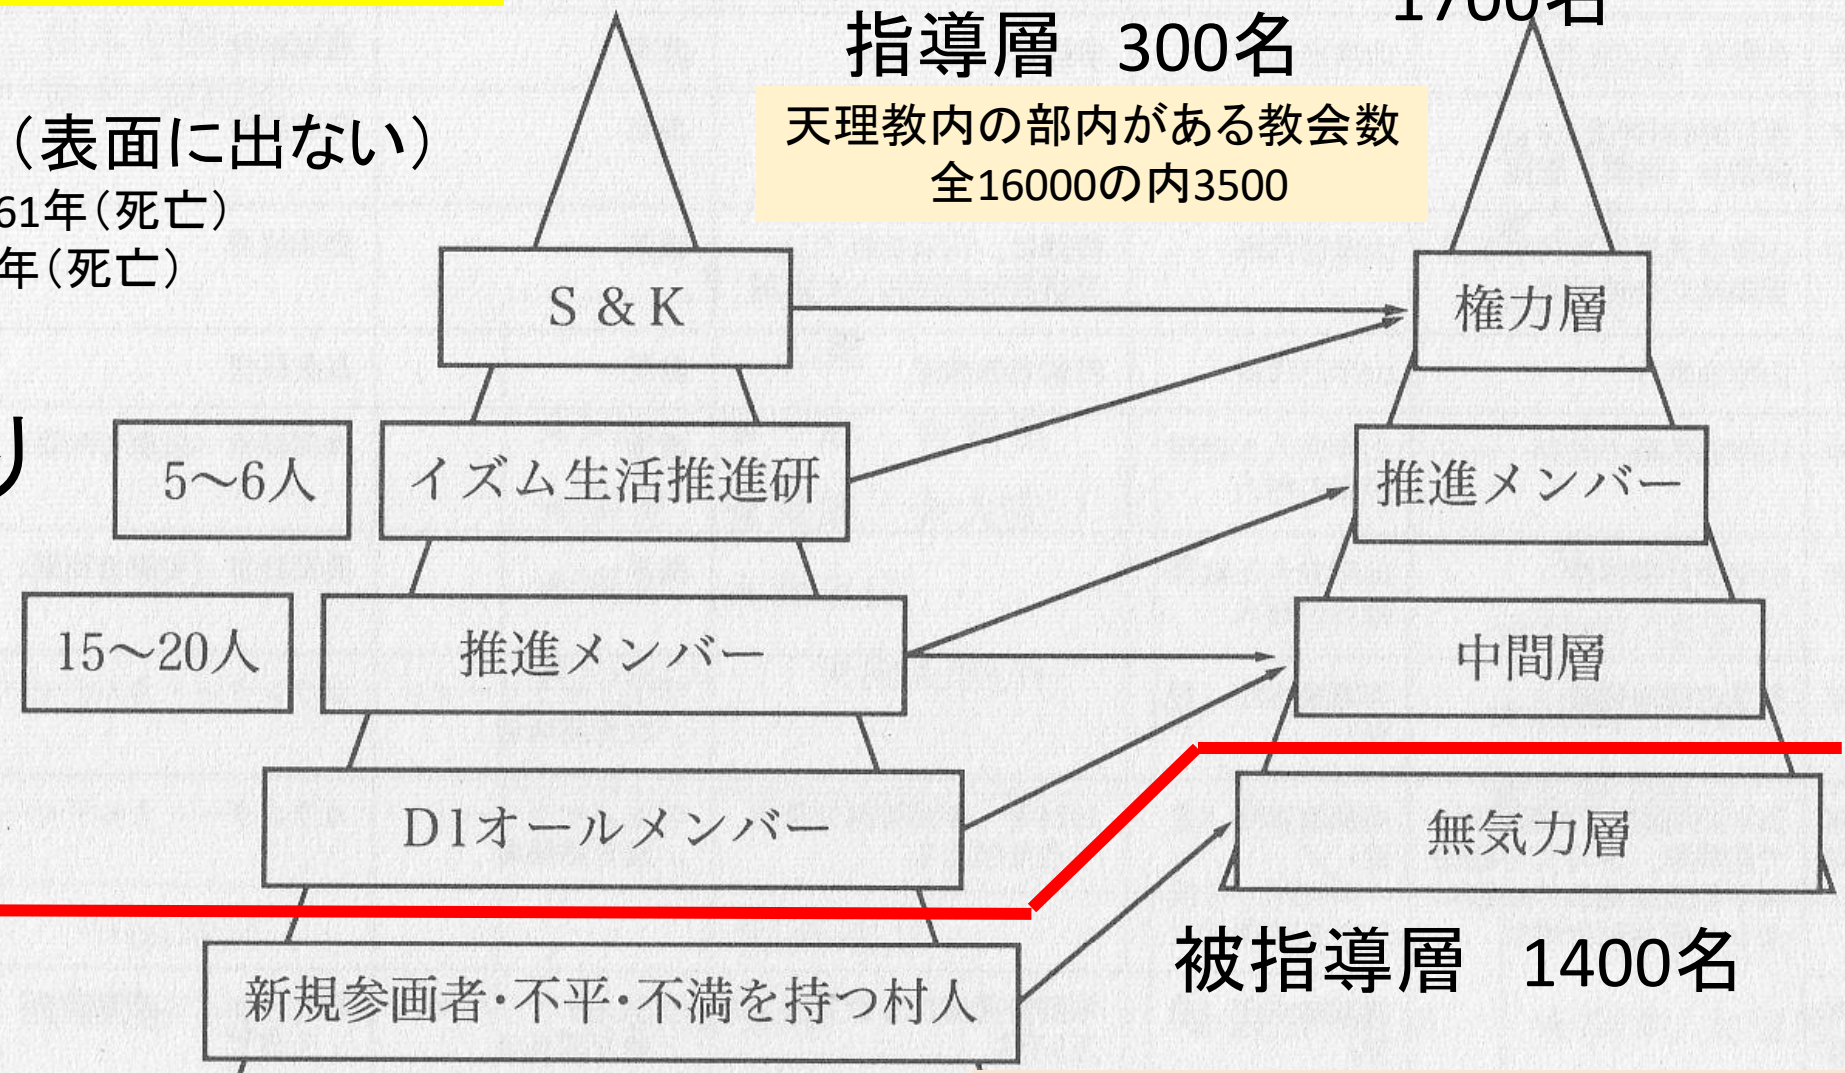 1700名
指導層 300名
天理教内の部内がある教会数
全16000の内3500
(表面に出ない)
61年(死亡)
年(死亡)
り
S & K
権力層
5～6人
イズム生活推進研
推進メンバー
15～20人
推進メンバー
中間層
D1オールメンバー
無気力層
被指導層 1400名
新規参画者・不平・不満を持つ村人